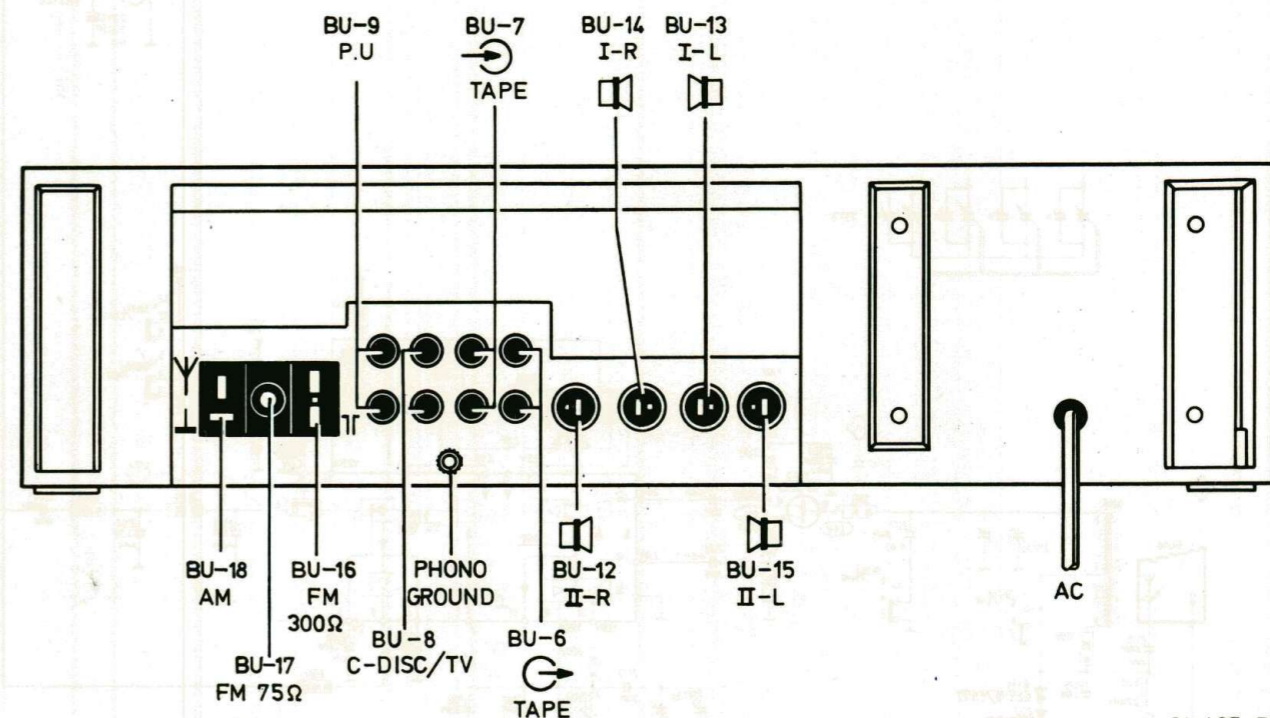 BU-9
P.U
BU-7
TAPE
BU-14
I-R
BU-13
I-L
BU-18
AM
BU-17
FM 75Ω
BU-16
FM
300Ω
PHONO
GROUND
BU-8
C-DISC/TV
BU-6
TAPE
BU-12
II-R
BU-15
II-L
AC